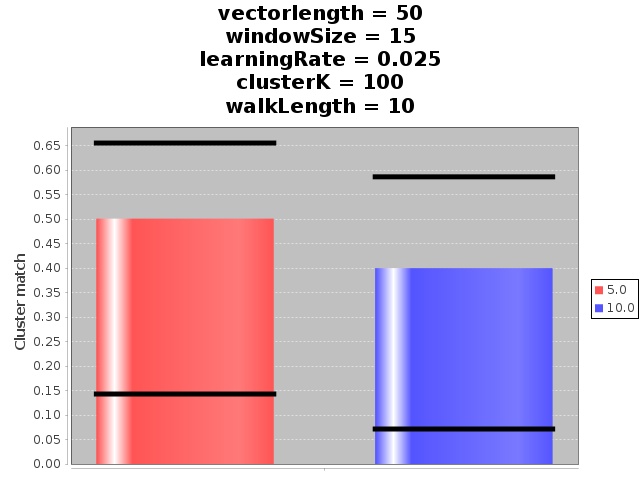 vectorlength = 50
windowSize = 15
learningRate = 0.025
clusterK = 100
walkLength = 10
0.65
0.60
0.55
0.50
0.45
0.40
0.35
0.30
0.25
0.20
0.15
0.10
0.05
0.00
Cluster match
5.0
10.0